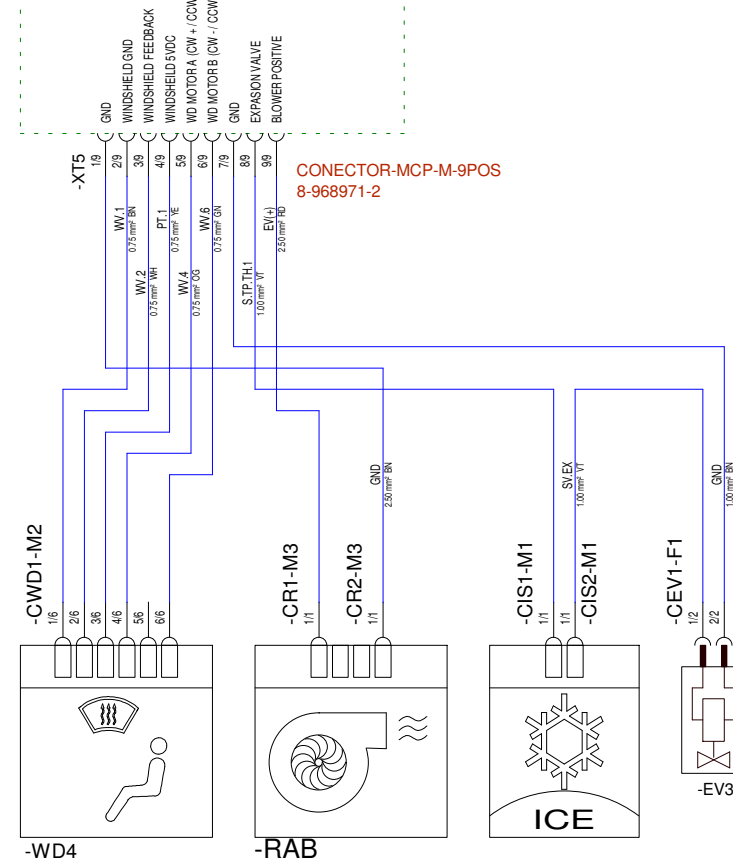 GND
WINDSHIELD GND
WINDSHIELD FEEDBACK
WINDSHEILD 5VDC
WD MOTOR A (CW + / CCW
WD MOTOR B (CW - / CCW
GND
EXPASION VALVE
BLOWER POSITIVE
-XT5
1/9
2/9
3/9
4/9
5/9
6/9
7/9
8/9
9/9
CONECTOR-MCP-M-9POS
8-968971-2
WV.1
0.75 mm² BN
WV.2
0.75 mm² WH
PT.1
0.75 mm² YE
WV.4
0.75 mm² OG
WV.6
0.75 mm² GN
S.TP.TH.1
1.00 mm² VT
EV(+)
2.50 mm² RD
GND
2.50 mm² BN
SV.EX
1.00 mm² VT
GND
1.00 mm² BN
-CWD1-M2
1/6
2/6
3/6
4/6
5/6
6/6
-CR1-M3
1/1
-CR2-M3
1/1
-CIS1-M1
1/1
1/1
-CIS2-M1
-CEV1-F1
1/2
2/2
ICE
-WD4
-RAB
-EV3